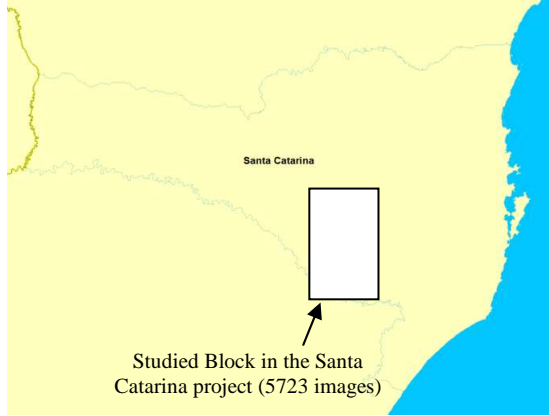 Santa Catarina
Studied Block in the Santa
Catarina project (5723 images)